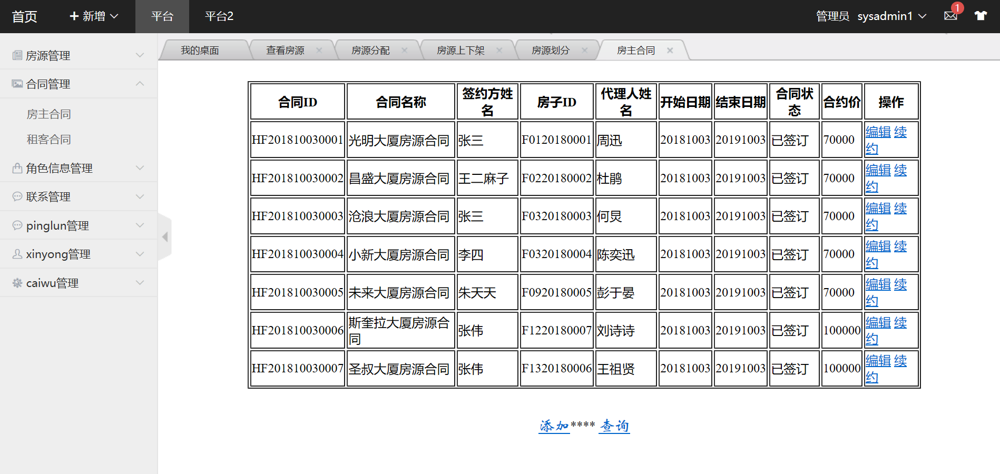 首页 新增 平台 平台2 管理员 sysadmin1 1
房源管理
合同管理
房主合同
租客合同
角色信息管理
联系管理
pinglun管理
xinyong管理
caiwu管理
我的桌面 查看房源 房源分配 房源上下架 房源划分 房主合同
合同ID 合同名称 签约方姓名 房子ID 代理人姓名 开始日期 结束日期 合同状态 合约价 操作
HF201810030001 光明大厦房源合同 张三 F0120180001 周迅 20181003 20191003 已签订 70000 编辑 续约
HF201810030002 昌盛大厦房源合同 王二麻子 F0220180002 杜鹃 20181003 20191003 已签订 70000 编辑 续约
HF201810030003 沧浪大厦房源合同 张三 F0320180003 何炅 20181003 20191003 已签订 70000 编辑 续约
HF201810030004 小新大厦房源合同 李四 F0320180004 陈奕迅 20181003 20191003 已签订 70000 编辑 续约
HF201810030005 未来大厦房源合同 朱天天 F0920180005 彭于晏 20181003 20191003 已签订 70000 编辑 续约
HF201810030006 斯奎拉大厦房源合同 张伟 F1220180007 刘诗诗 20181003 20191003 已签订 100000 编辑 续约
HF201810030007 圣叔大厦房源合同 张伟 F1320180006 王祖贤 20181003 20191003 已签订 100000 编辑 续约
添加**** 查询